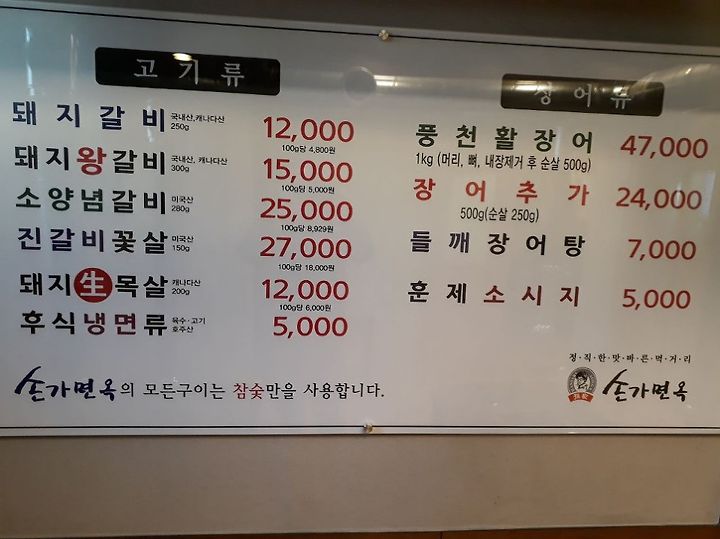 고기류
돼지갈비 국내산,캐나다산 250g 12,000
100g당 4,800원
돼지왕갈비 국내산, 캐나다산 300g 15,000
100g당 5,000원
소양념갈비 미국산 280g 25,000
100g당 8,929원
진갈비꽃살 미국산 150g 27,000
100g당 18,000원
돼지生목살 캐나다산 200g 12,000
100g당 6,000원
후식냉면류 육수·고기 호주산 5,000
손가면옥의 모든구이는 참숯만을 사용합니다.
장어류
풍천활장어 47,000
1kg (머리, 뼈, 내장제거 후 순살 500g)
장어추가 24,000
500g(순살 250g)
들깨장어탕 7,000
훈제소시지 5,000
정·직·한·맛·빠·른·먹·거·리
손가면옥